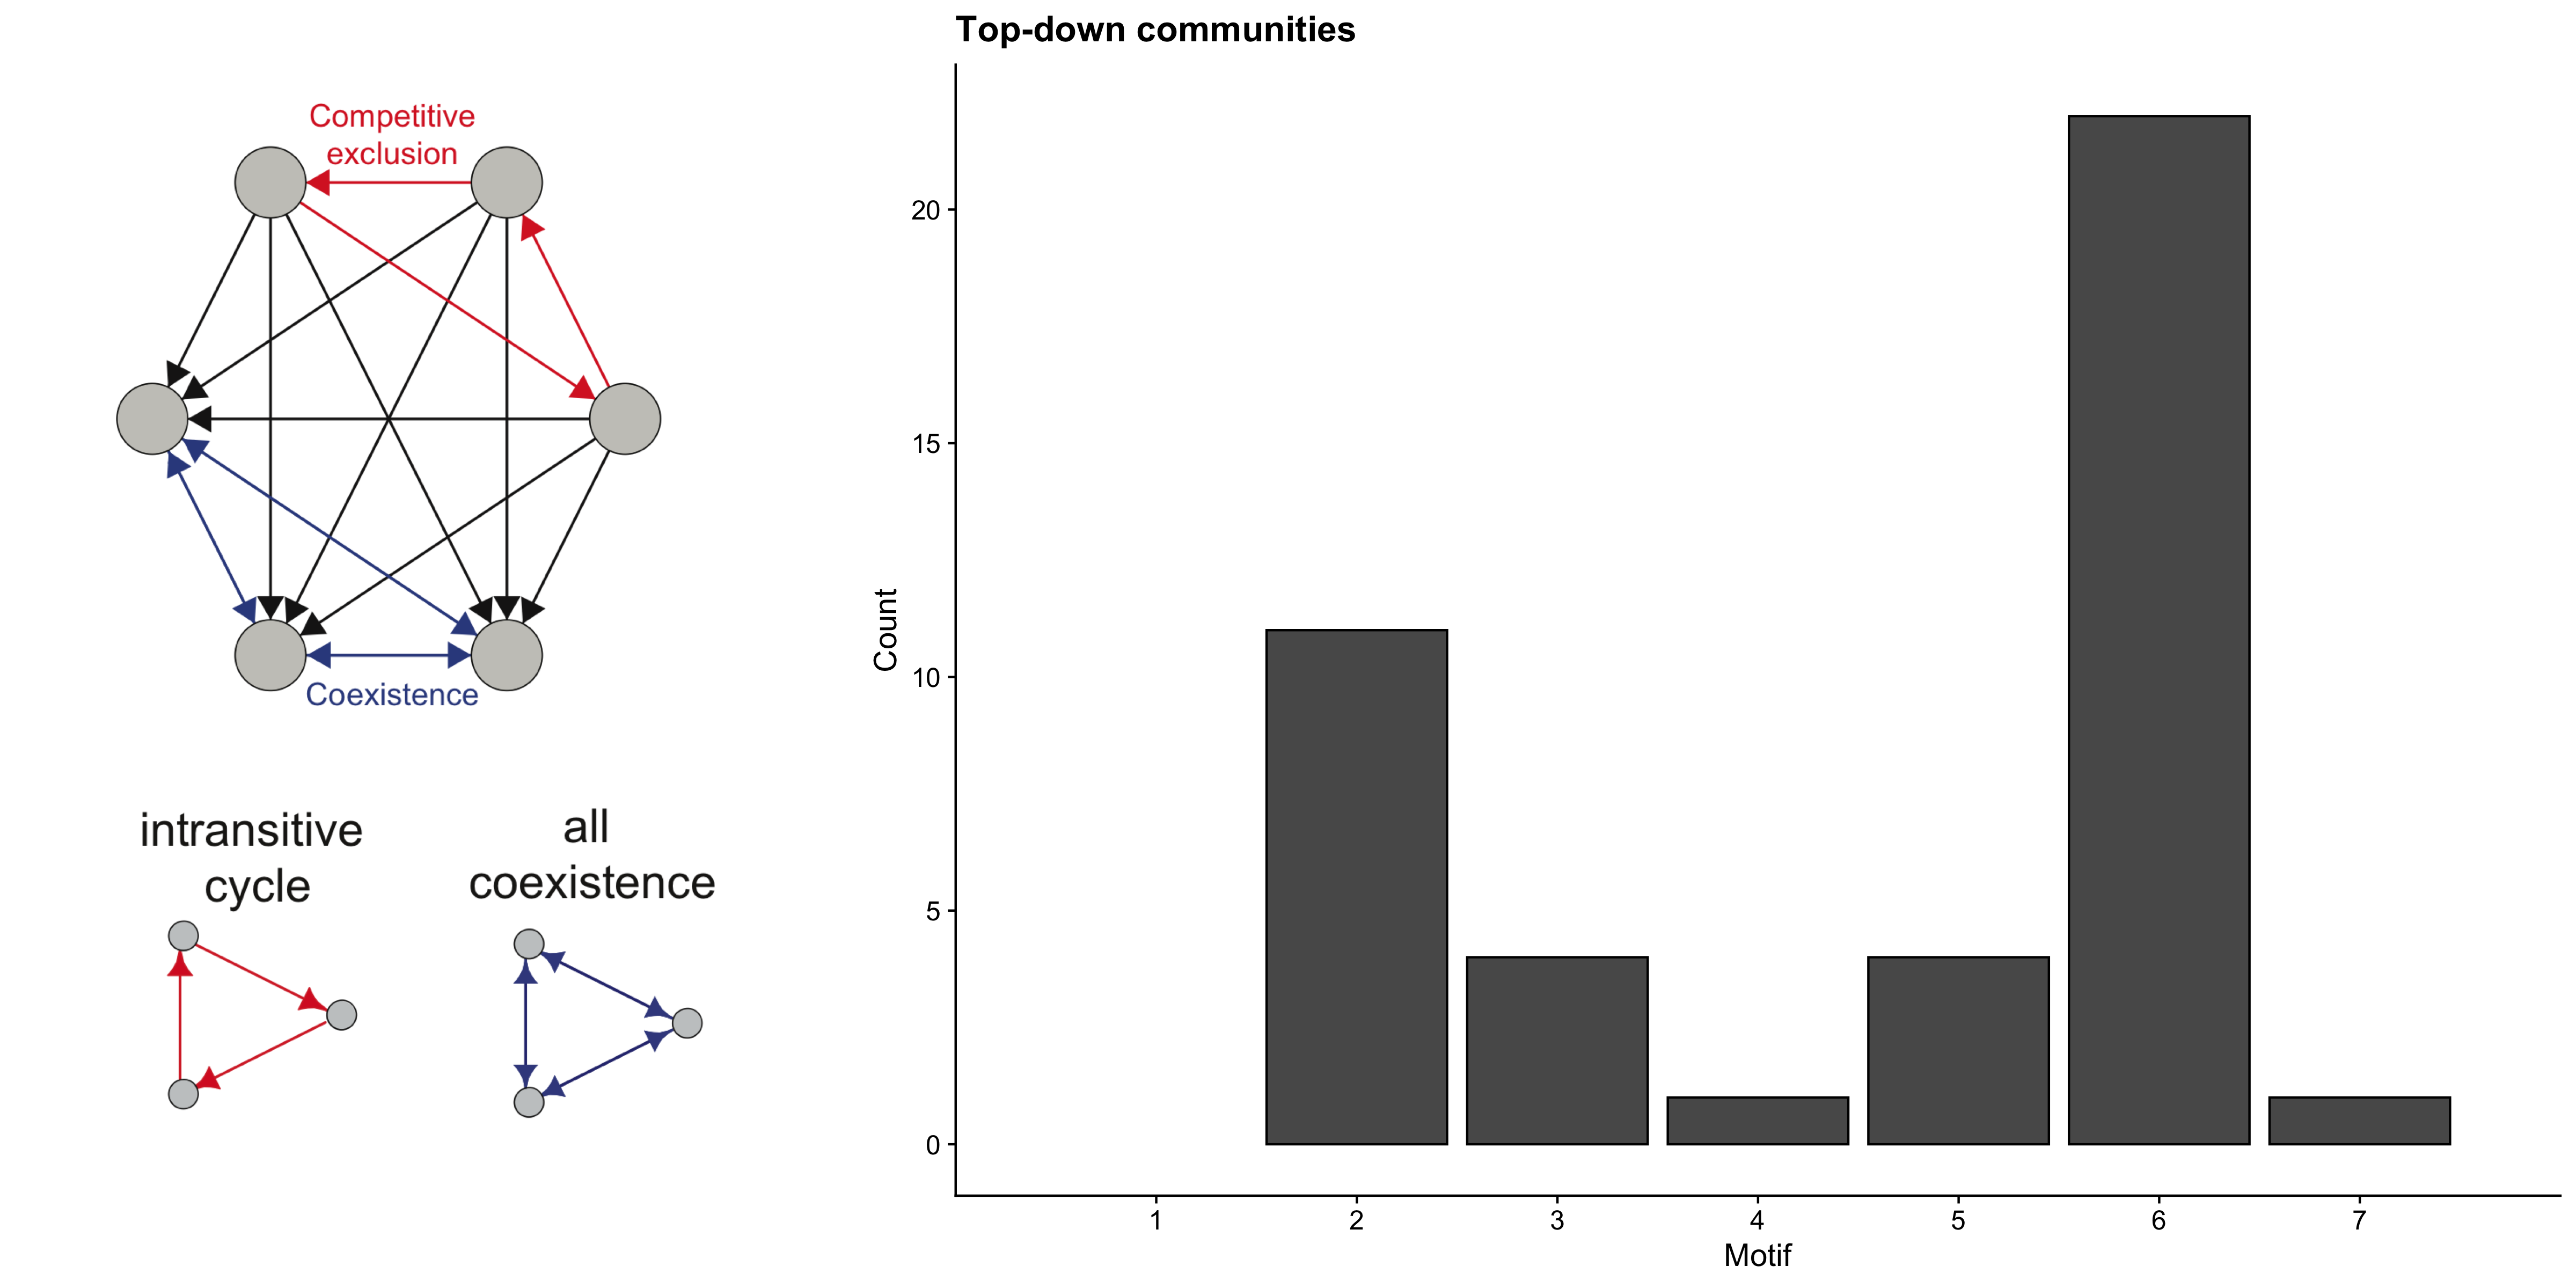 Top-down communities
Competitive
exclusion
Coexistence
intransitive
cycle
all
coexistence
Count
20
15
10
5
0
1
2
3
4
5
6
7
Motif